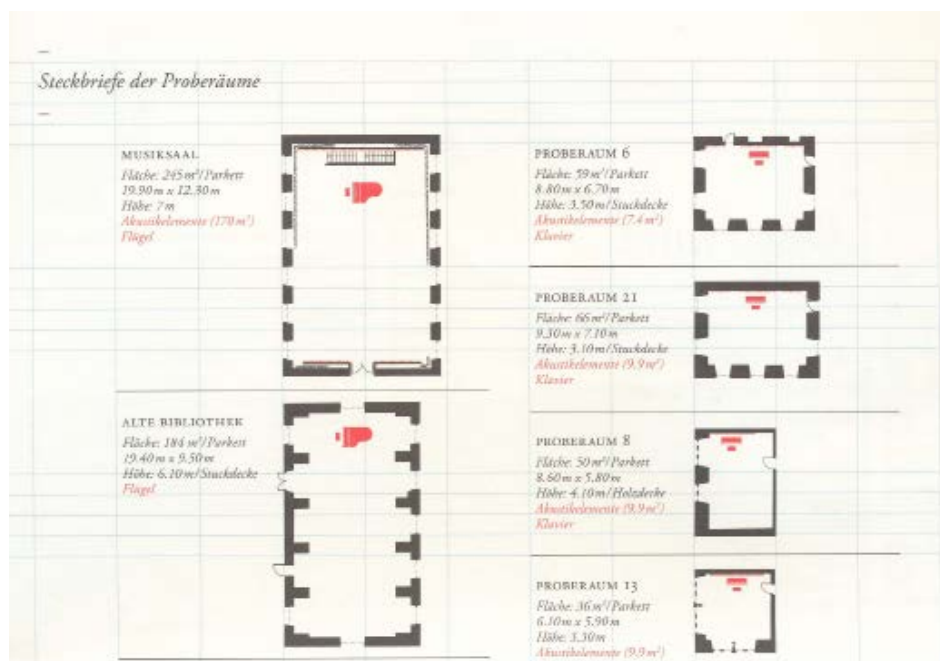 Steckbriefe der Proberäume
MUSIKSAAL
Fläche: 245 m²/Parkett
19.90 m x 12.30 m
Höhe: 7 m
Akustikelemente (170 m²)
Flügel
ALTE BIBLIOTHEK
Fläche: 184 m²/Parkett
19.40 m x 9.50 m
Höhe: 6.10 m/Stuckdecke
Flügel
PROBERAUM 6
Fläche: 59 m²/Parkett
8.80 m x 6.70 m
Höhe: 3.50 m/Stuckdecke
Akustikelemente (7.4 m²)
Klavier
PROBERAUM 21
Fläche: 66 m²/Parkett
9.30 m x 7.10 m
Höhe: 3.10 m/Stuckdecke
Akustikelemente (9.9 m²)
Klavier
PROBERAUM 8
Fläche: 50 m²/Parkett
8.60 m x 5.80 m
Höhe: 4.10 m/Holzdecke
Akustikelemente (9.9 m²)
Klavier
PROBERAUM 13
Fläche: 36 m²/Parkett
6.10 m x 5.90 m
Höhe: 3.30 m
Akustikelemente (9.9 m²)